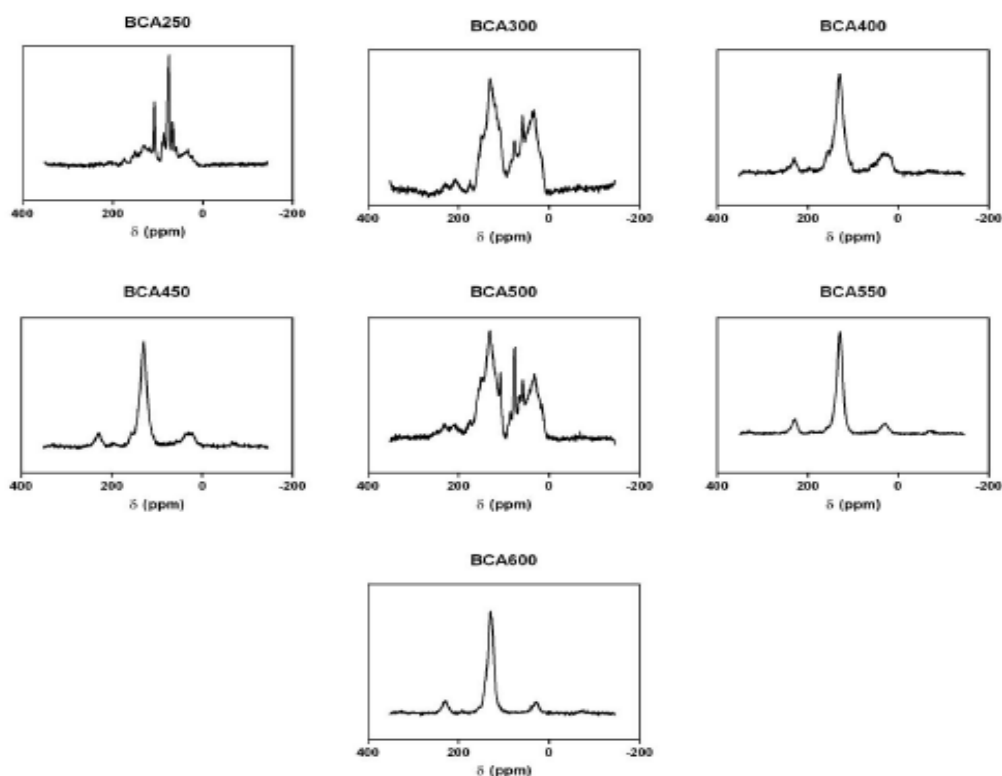 BCA250 BCA300 BCA400
400 200 0 -200 400 200 0 -200 400 200 0 -200
δ (ppm) δ (ppm) δ (ppm)
BCA450 BCA500 BCA550
400 200 0 -200 400 200 0 -200 400 200 0 -200
δ (ppm) δ (ppm) δ (ppm)
BCA600
400 200 0 -200
δ (ppm)